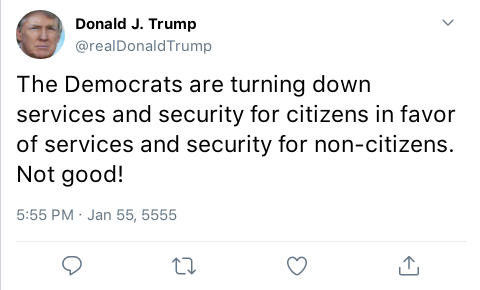 Donald J. Trump
@realDonaldTrump
The Democrats are turning down
services and security for citizens in favor
of services and security for non-citizens.
Not good!
5:55 PM · Jan 55, 5555